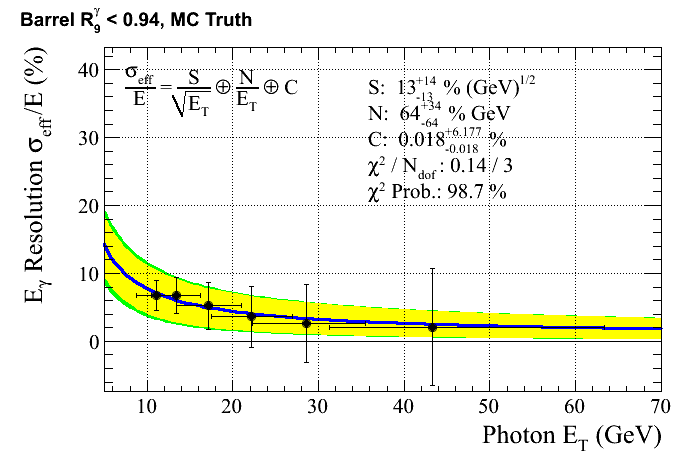 Barrel R₉ᵞ < 0.94, MC Truth
σ_eff/E = S/√E_T ⊕ N/E_T ⊕ C
S: 13 +14 -13 % (GeV)^1/2
N: 64 +34 -64 % GeV
C: 0.018 +6.177 -0.018 %
χ² / N_dof : 0.14 / 3
χ² Prob.: 98.7 %
E_γ Resolution σ_eff/E (%)
40
30
20
10
0
10 20 30 40 50 60 70
Photon E_T (GeV)